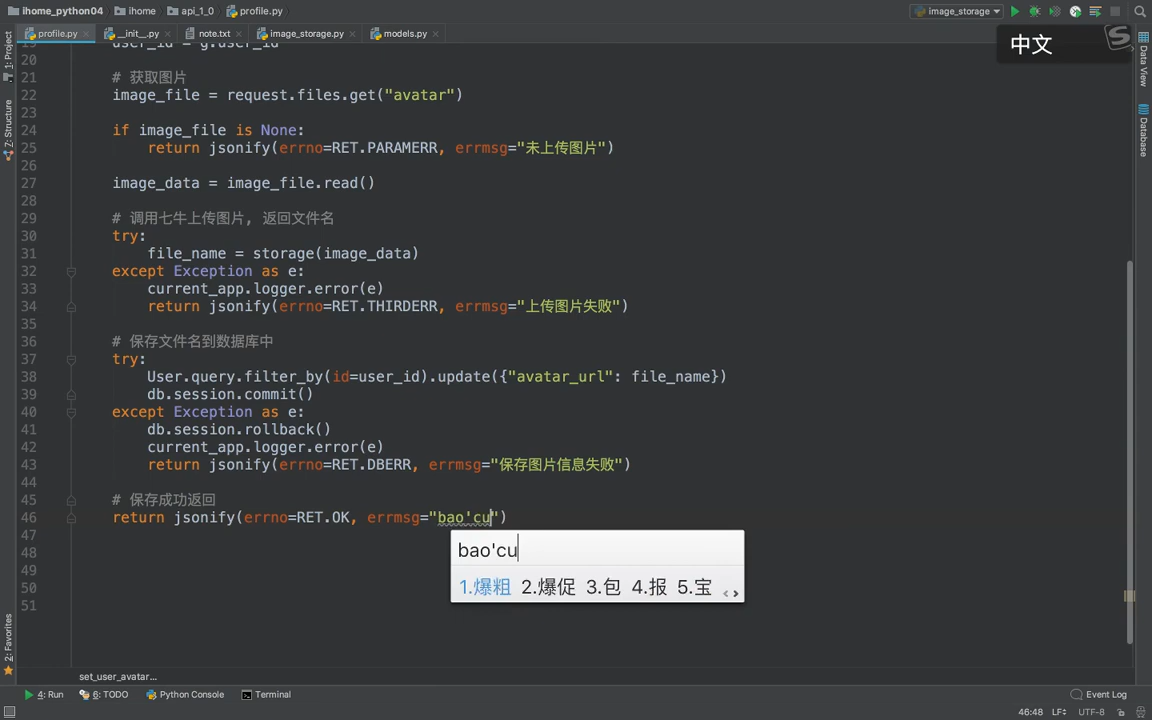 ihome_python04 ihome api_1_0 profile.py image_storage
profile.py __init__.py note.txt image_storage.py models.py
中文
1: Project
Z: Structure
2: Favorites
Data View
Database
20
21 # 获取图片
22 image_file = request.files.get("avatar")
23
24 if image_file is None:
25 return jsonify(errno=RET.PARAMERR, errmsg="未上传图片")
26
27 image_data = image_file.read()
28
29 # 调用七牛上传图片, 返回文件名
30 try:
31 file_name = storage(image_data)
32 except Exception as e:
33 current_app.logger.error(e)
34 return jsonify(errno=RET.THIRDERR, errmsg="上传图片失败")
35
36 # 保存文件名到数据库中
37 try:
38 User.query.filter_by(id=user_id).update({"avatar_url": file_name})
39 db.session.commit()
40 except Exception as e:
41 db.session.rollback()
42 current_app.logger.error(e)
43 return jsonify(errno=RET.DBERR, errmsg="保存图片信息失败")
44
45 # 保存成功返回
46 return jsonify(errno=RET.OK, errmsg="bao'cu")
47
48
49
50
51
bao'cu
1.爆粗 2.爆促 3.包 4.报 5.宝
set_user_avatar...
4: Run 6: TODO Python Console Terminal Event Log
46:48 LF UTF-8